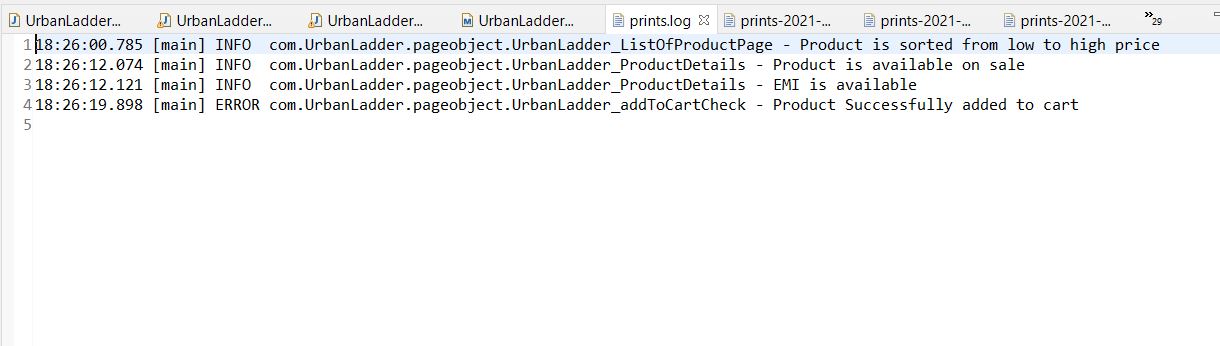 UrbanLadder... UrbanLadder... UrbanLadder... UrbanLadder... prints.log prints-2021-... prints-2021-... prints-2021-... »29
1 18:26:00.785 [main] INFO  com.UrbanLadder.pageobject.UrbanLadder_ListOfProductPage - Product is sorted from low to high price
2 18:26:12.074 [main] INFO  com.UrbanLadder.pageobject.UrbanLadder_ProductDetails - Product is available on sale
3 18:26:12.121 [main] INFO  com.UrbanLadder.pageobject.UrbanLadder_ProductDetails - EMI is available
4 18:26:19.898 [main] ERROR com.UrbanLadder.pageobject.UrbanLadder_addToCartCheck - Product Successfully added to cart
5